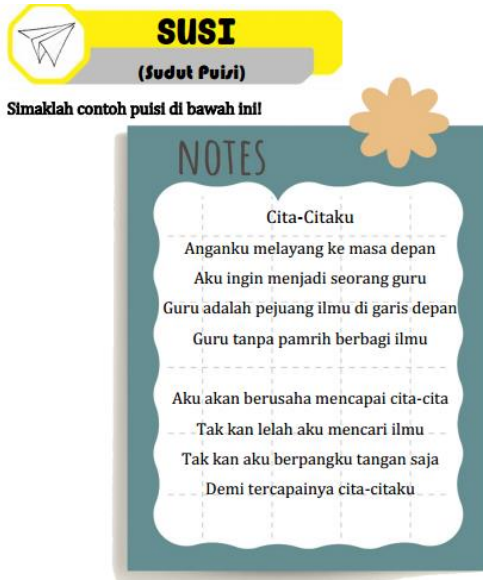 SUSI
(Sudut Puisi)
Simaklah contoh puisi di bawah ini!
NOTES
Cita-Citaku
Anganku melayang ke masa depan
Aku ingin menjadi seorang guru
Guru adalah pejuang ilmu di garis depan
Guru tanpa pamrih berbagi ilmu
Aku akan berusaha mencapai cita-cita
Tak kan lelah aku mencari ilmu
Tak kan aku berpangku tangan saja
Demi tercapainya cita-citaku